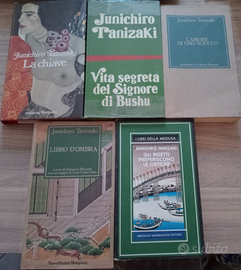 Junichiro Tanizaki
La chiave
Junichiro
Tanizaki
Vita segreta
del Signore
di Bushu
Junichiro Tanizaki
L'AMORE
DI UNO SCIOCCO
Junichiro Tanizaki
LIBRO D'OMBRA
I LIBRI DELLA MEDUSA
JUNICHIRO TANIZAKI
GLI INSETTI
PREFERISCONO
LE ORTICHE
ARNOLDO MONDADORI EDITORE
subito